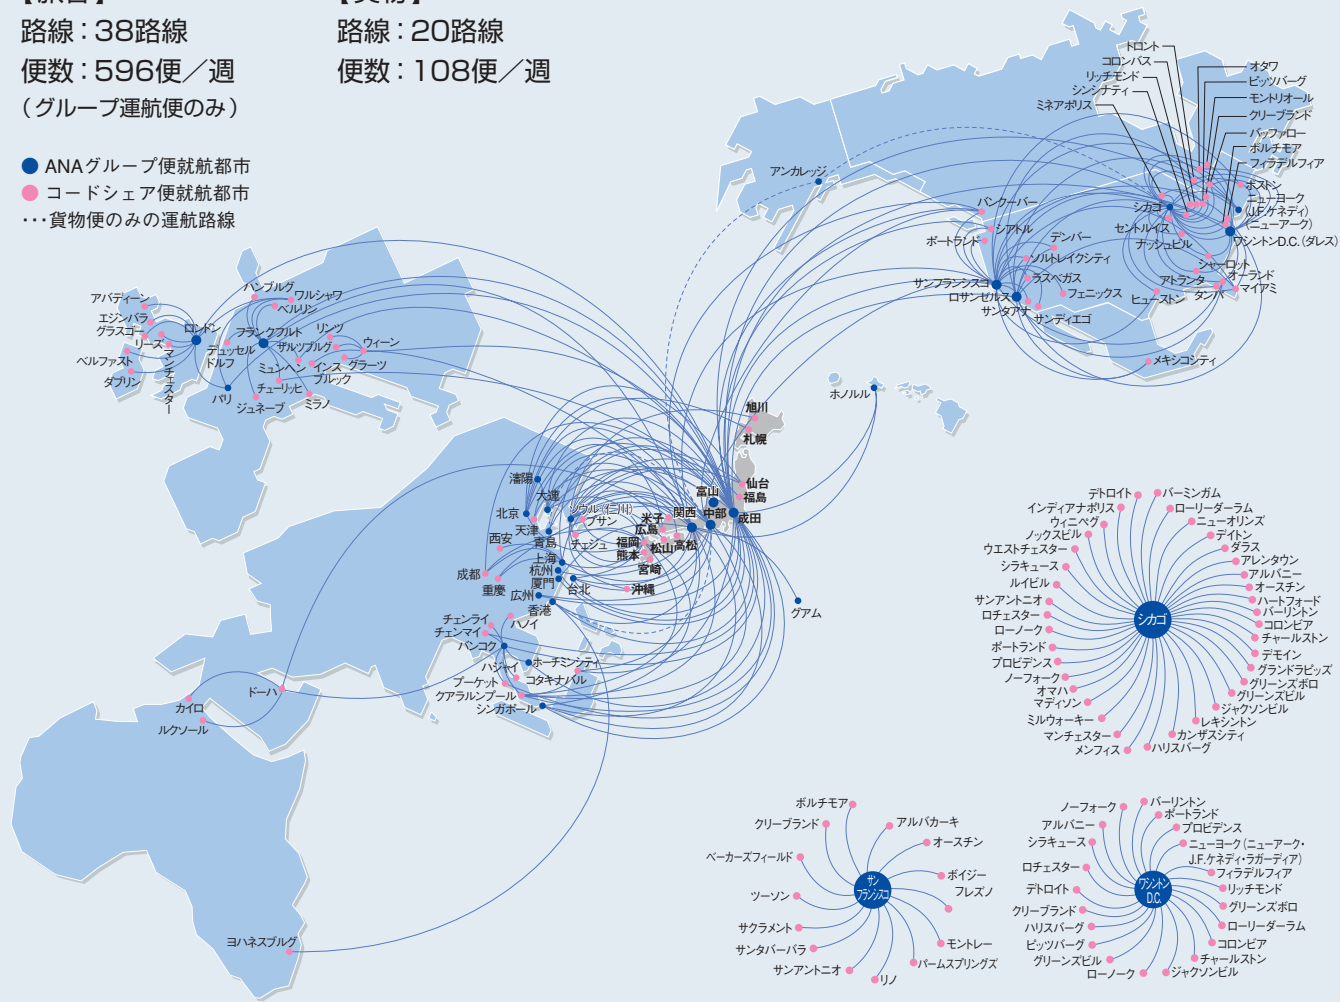 路線：38路線
便数：596便／週
（グループ運航便のみ）
路線：20路線
便数：108便／週
ANAグループ便就航都市
コードシェア便就航都市
･･･貨物便のみの運航路線
アバディーン
エジンバラ
グラスゴー
リーズ
ベルファスト
ダブリン
マンチェスター
ロンドン
パリ
ハンブルグ
ワルシャワ
ベルリン
フランクフルト
デュッセル
ドルフ
リンツ
ザルツブルグ
ウィーン
ミュンヘン
インス
ブルック
グラーツ
チューリッヒ
ジュネーブ
ミラノ
カイロ
ルクソール
ドーハ
ヨハネスブルグ
瀋陽
大連
北京
天津
青島
西安
成都
重慶
上海
杭州
厦門
広州
香港
台北
ソウル（仁川）
プサン
チェジュ
チェンライ
チェンマイ
ハノイ
バンコク
ホーチミンシティ
ハジャイ
プーケット
コタキナバル
クアラルンプール
シンガポール
旭川
札幌
仙台
福島
富山
成田
中部
関西
米子
広島
福岡
熊本
松山
高松
宮崎
沖縄
グアム
ホノルル
アンカレッジ
バンクーバー
シアトル
ポートランド
デンバー
ソルトレイクシティ
サンフランシスコ
ラスベガス
ロサンゼルス
フェニックス
サンタアナ
サンディエゴ
メキシコシティ
トロント
コロンバス
リッチモンド
シンシナティ
ミネアポリス
オタワ
ピッツバーグ
モントリオール
クリーブランド
バッファロー
ボルチモア
フィラデルフィア
ボストン
ニューヨーク
（J.F.ケネディ）
（ニューアーク）
ワシントンD.C.（ダレス）
シカゴ
セントルイス
ナッシュビル
シャーロット
アトランタ
オーランド
ヒューストン
タンパ
マイアミ
シカゴ
デトロイト
インディアナポリス
ウィニペグ
ノックスビル
ウエストチェスター
シラキュース
ルイビル
サンアントニオ
ロチェスター
ローノーク
ポートランド
プロビデンス
ノーフォーク
オマハ
マディソン
ミルウォーキー
マンチェスター
メンフィス
バーミンガム
ローリーダーラム
ニューオリンズ
デイトン
ダラス
アレンタウン
アルバニー
オースチン
ハートフォード
バーリントン
コロンビア
チャールストン
デモイン
グランドラピッズ
グリーンズボロ
グリーンズビル
ジャクソンビル
レキシントン
カンザスシティ
ハリスバーグ
サン
フランシスコ
ボルチモア
クリーブランド
ベーカーズフィールド
ツーソン
サクラメント
サンタバーバラ
サンアントニオ
リノ
アルバカーキ
オースチン
ボイジー
フレズノ
モントレー
パームスプリングズ
ワシントン
D.C.
ノーフォーク
アルバニー
シラキュース
ロチェスター
デトロイト
クリーブランド
ハリスバーグ
ピッツバーグ
グリーンズビル
ローノーク
バーリントン
ポートランド
プロビデンス
ニューヨーク（ニューアーク・
J.F.ケネディ・ラガーディア）
フィラデルフィア
リッチモンド
グリーンズボロ
ローリーダーラム
コロンビア
チャールストン
ジャクソンビル